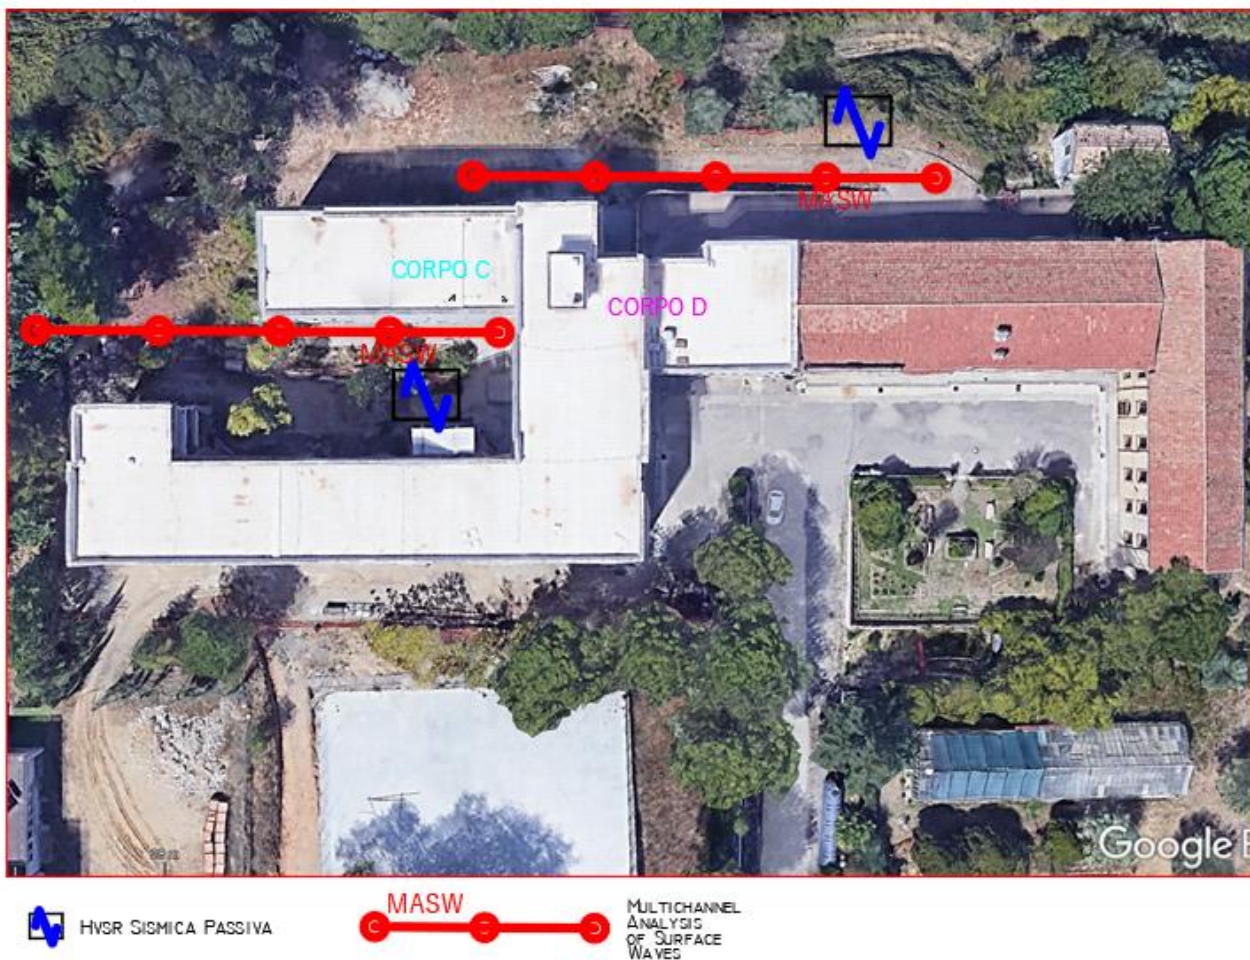 MASW
CORPO C
CORPO D
MASW
Google E
HVSR SISMICA PASSIVA
MASW
MULTICHANNEL
ANALYSIS
OF SURFACE
WAVES